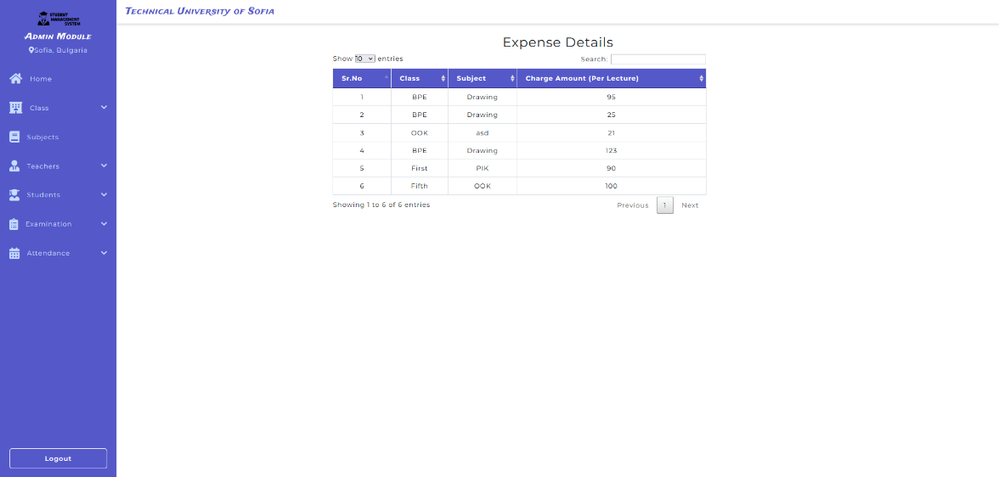 STUDENT
MANAGEMENT
SYSTEM
Admin Module
Sofia, Bulgaria
Home
Class
Subjects
Teachers
Students
Examination
Attendance
Logout
Technical University of Sofia
Expense Details
Show 10 entries Search:
Sr.No Class Subject Charge Amount (Per Lecture)
1 BPE Drawing 95
2 BPE Drawing 25
3 OOK asd 21
4 BPE Drawing 123
5 First PIK 90
6 Fifth OOK 100
Showing 1 to 6 of 6 entries Previous 1 Next